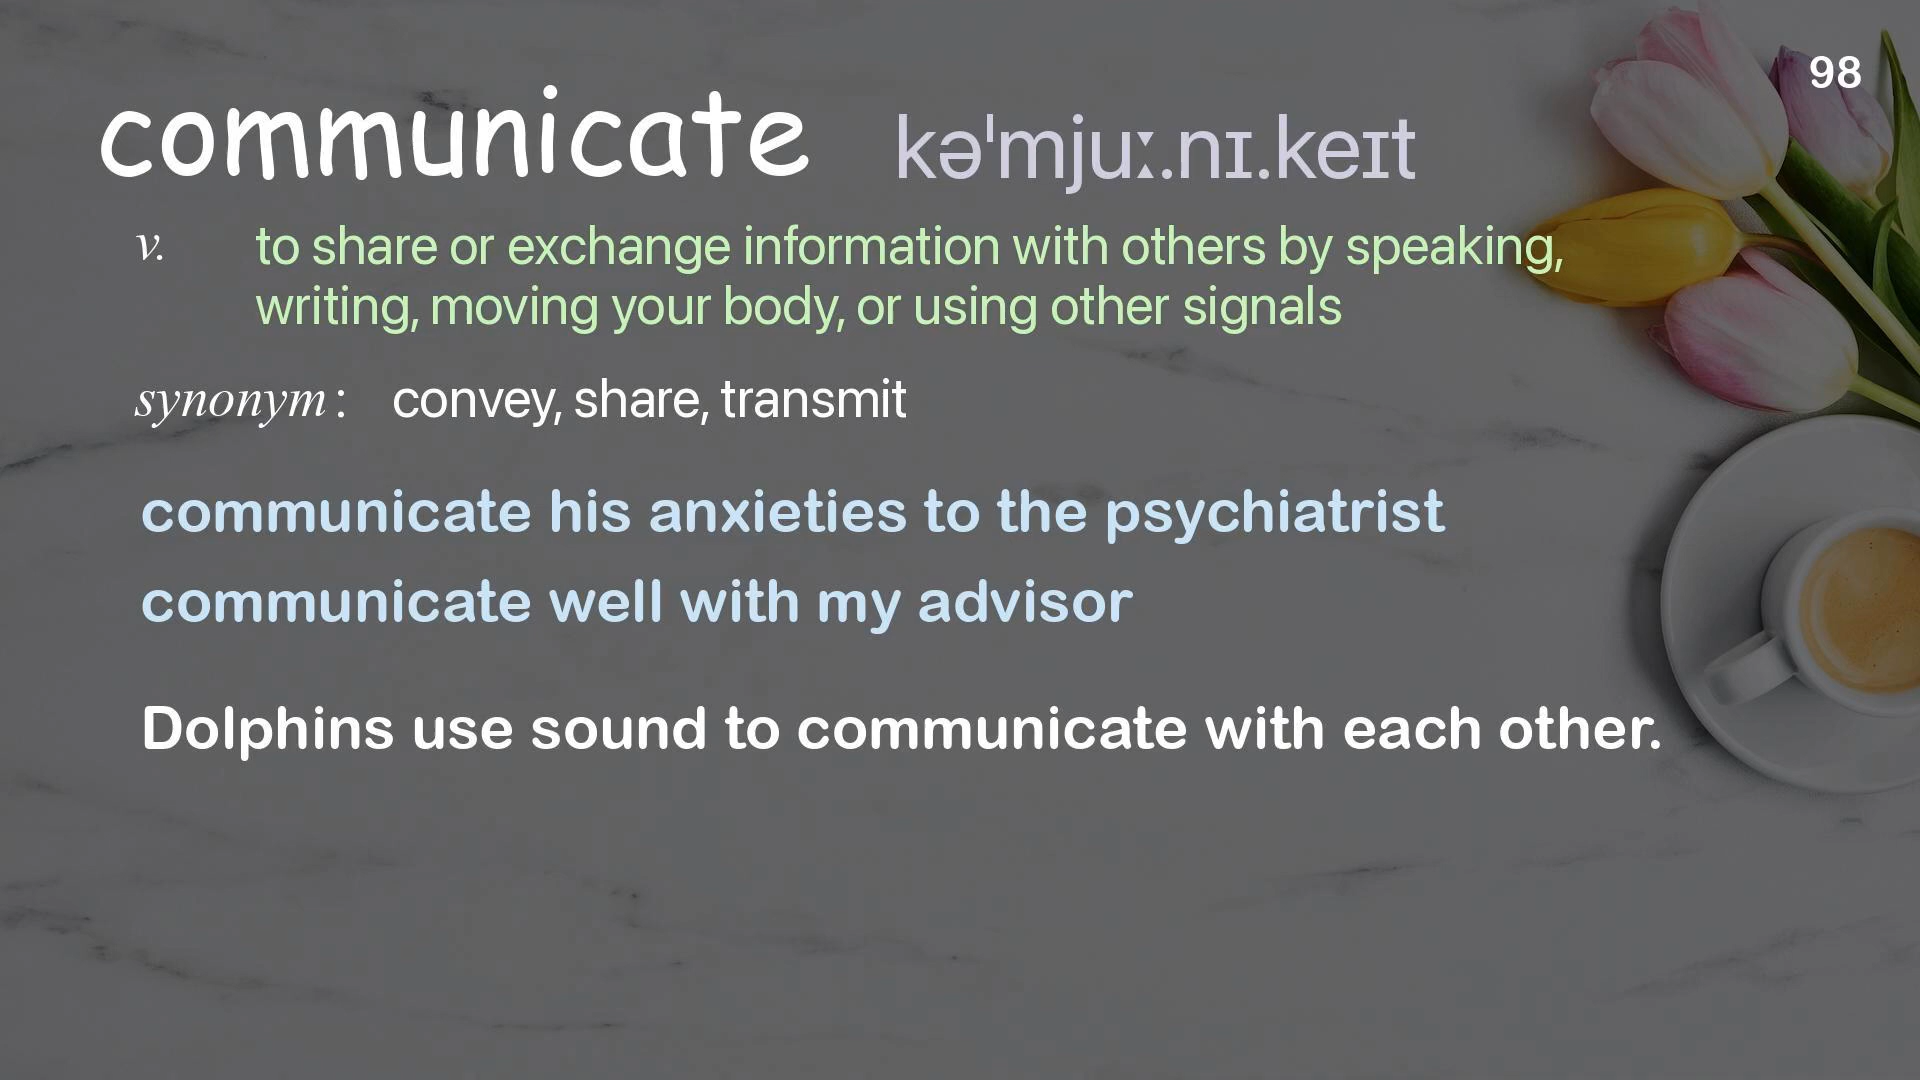 98
communicate kəˈmjuː.nɪ.keɪt
v. to share or exchange information with others by speaking,
writing, moving your body, or using other signals
synonym : convey, share, transmit
communicate his anxieties to the psychiatrist
communicate well with my advisor
Dolphins use sound to communicate with each other.